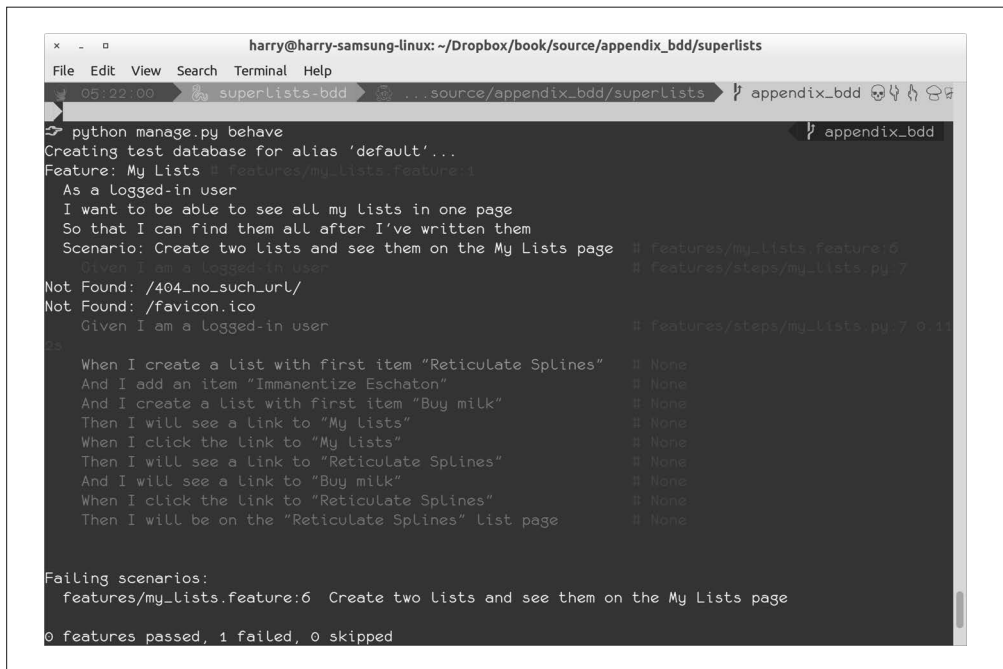 harry@harry-samsung-linux: ~/Dropbox/book/source/appendix_bdd/superlists
File Edit View Search Terminal Help
05:22:00 superlists-bdd ...source/appendix_bdd/superlists appendix_bdd
python manage.py behave appendix_bdd
Creating test database for alias 'default'...
Feature: My Lists # features/my_lists.feature:1
As a logged-in user
I want to be able to see all my lists in one page
So that I can find them all after I've written them
Scenario: Create two lists and see them on the My Lists page # features/my_lists.feature:6
Given I am a logged-in user # features/steps/my_lists.py:7
Not Found: /404_no_such_url/
Not Found: /favicon.ico
Given I am a logged-in user # features/steps/my_lists.py:7 0.11
2s
When I create a list with first item "Reticulate Splines" # None
And I add an item "Immanentize Eschaton" # None
And I create a list with first item "Buy milk" # None
Then I will see a link to "My Lists" # None
When I click the link to "My Lists" # None
Then I will see a link to "Reticulate Splines" # None
And I will see a link to "Buy milk" # None
When I click the link to "Reticulate Splines" # None
Then I will be on the "Reticulate Splines" list page # None
Failing scenarios:
features/my_lists.feature:6 Create two lists and see them on the My Lists page
0 features passed, 1 failed, 0 skipped